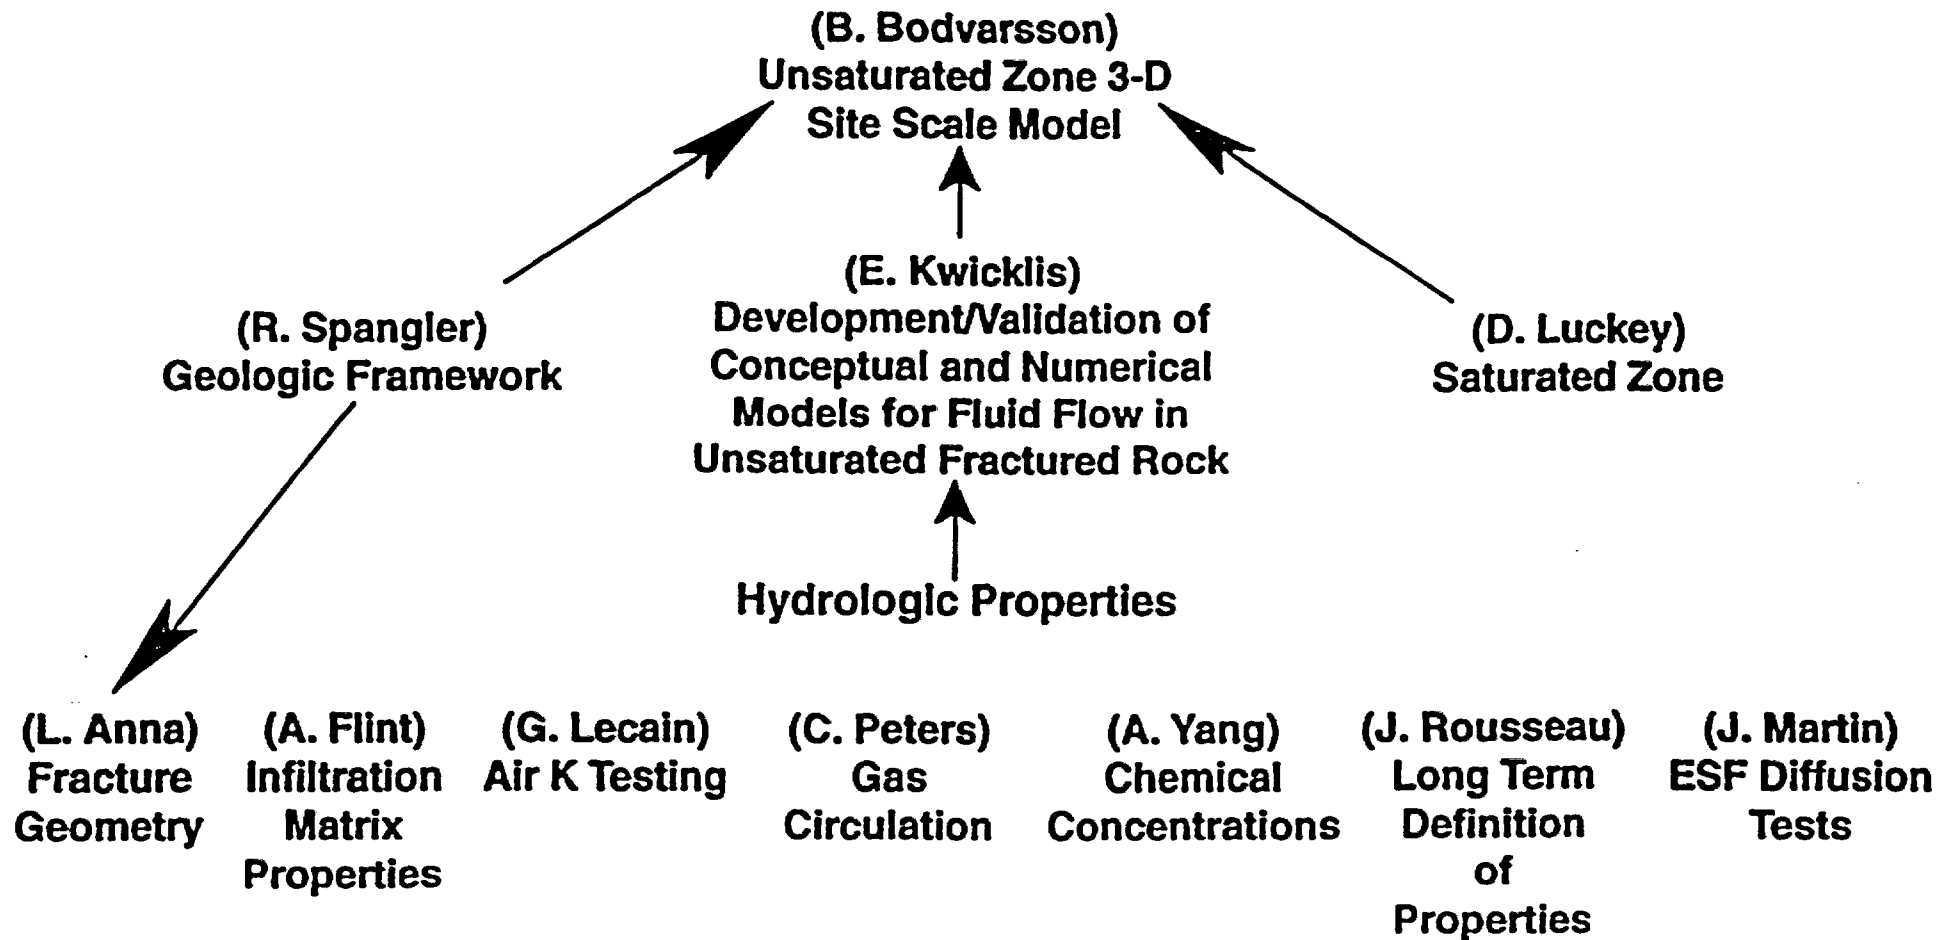 (B. Bodvarsson)
Unsaturated Zone 3-D
Site Scale Model
(E. Kwicklis)
Development/Validation of
Conceptual and Numerical
Models for Fluid Flow in
Unsaturated Fractured Rock
(R. Spangler)
Geologic Framework
(D. Luckey)
Saturated Zone
Hydrologic Properties
(L. Anna)
Fracture
Geometry
(A. Flint)
Infiltration
Matrix
Properties
(G. Lecain)
Air K Testing
(C. Peters)
Gas
Circulation
(A. Yang)
Chemical
Concentrations
(J. Rousseau)
Long Term
Definition
of
Properties
(J. Martin)
ESF Diffusion
Tests